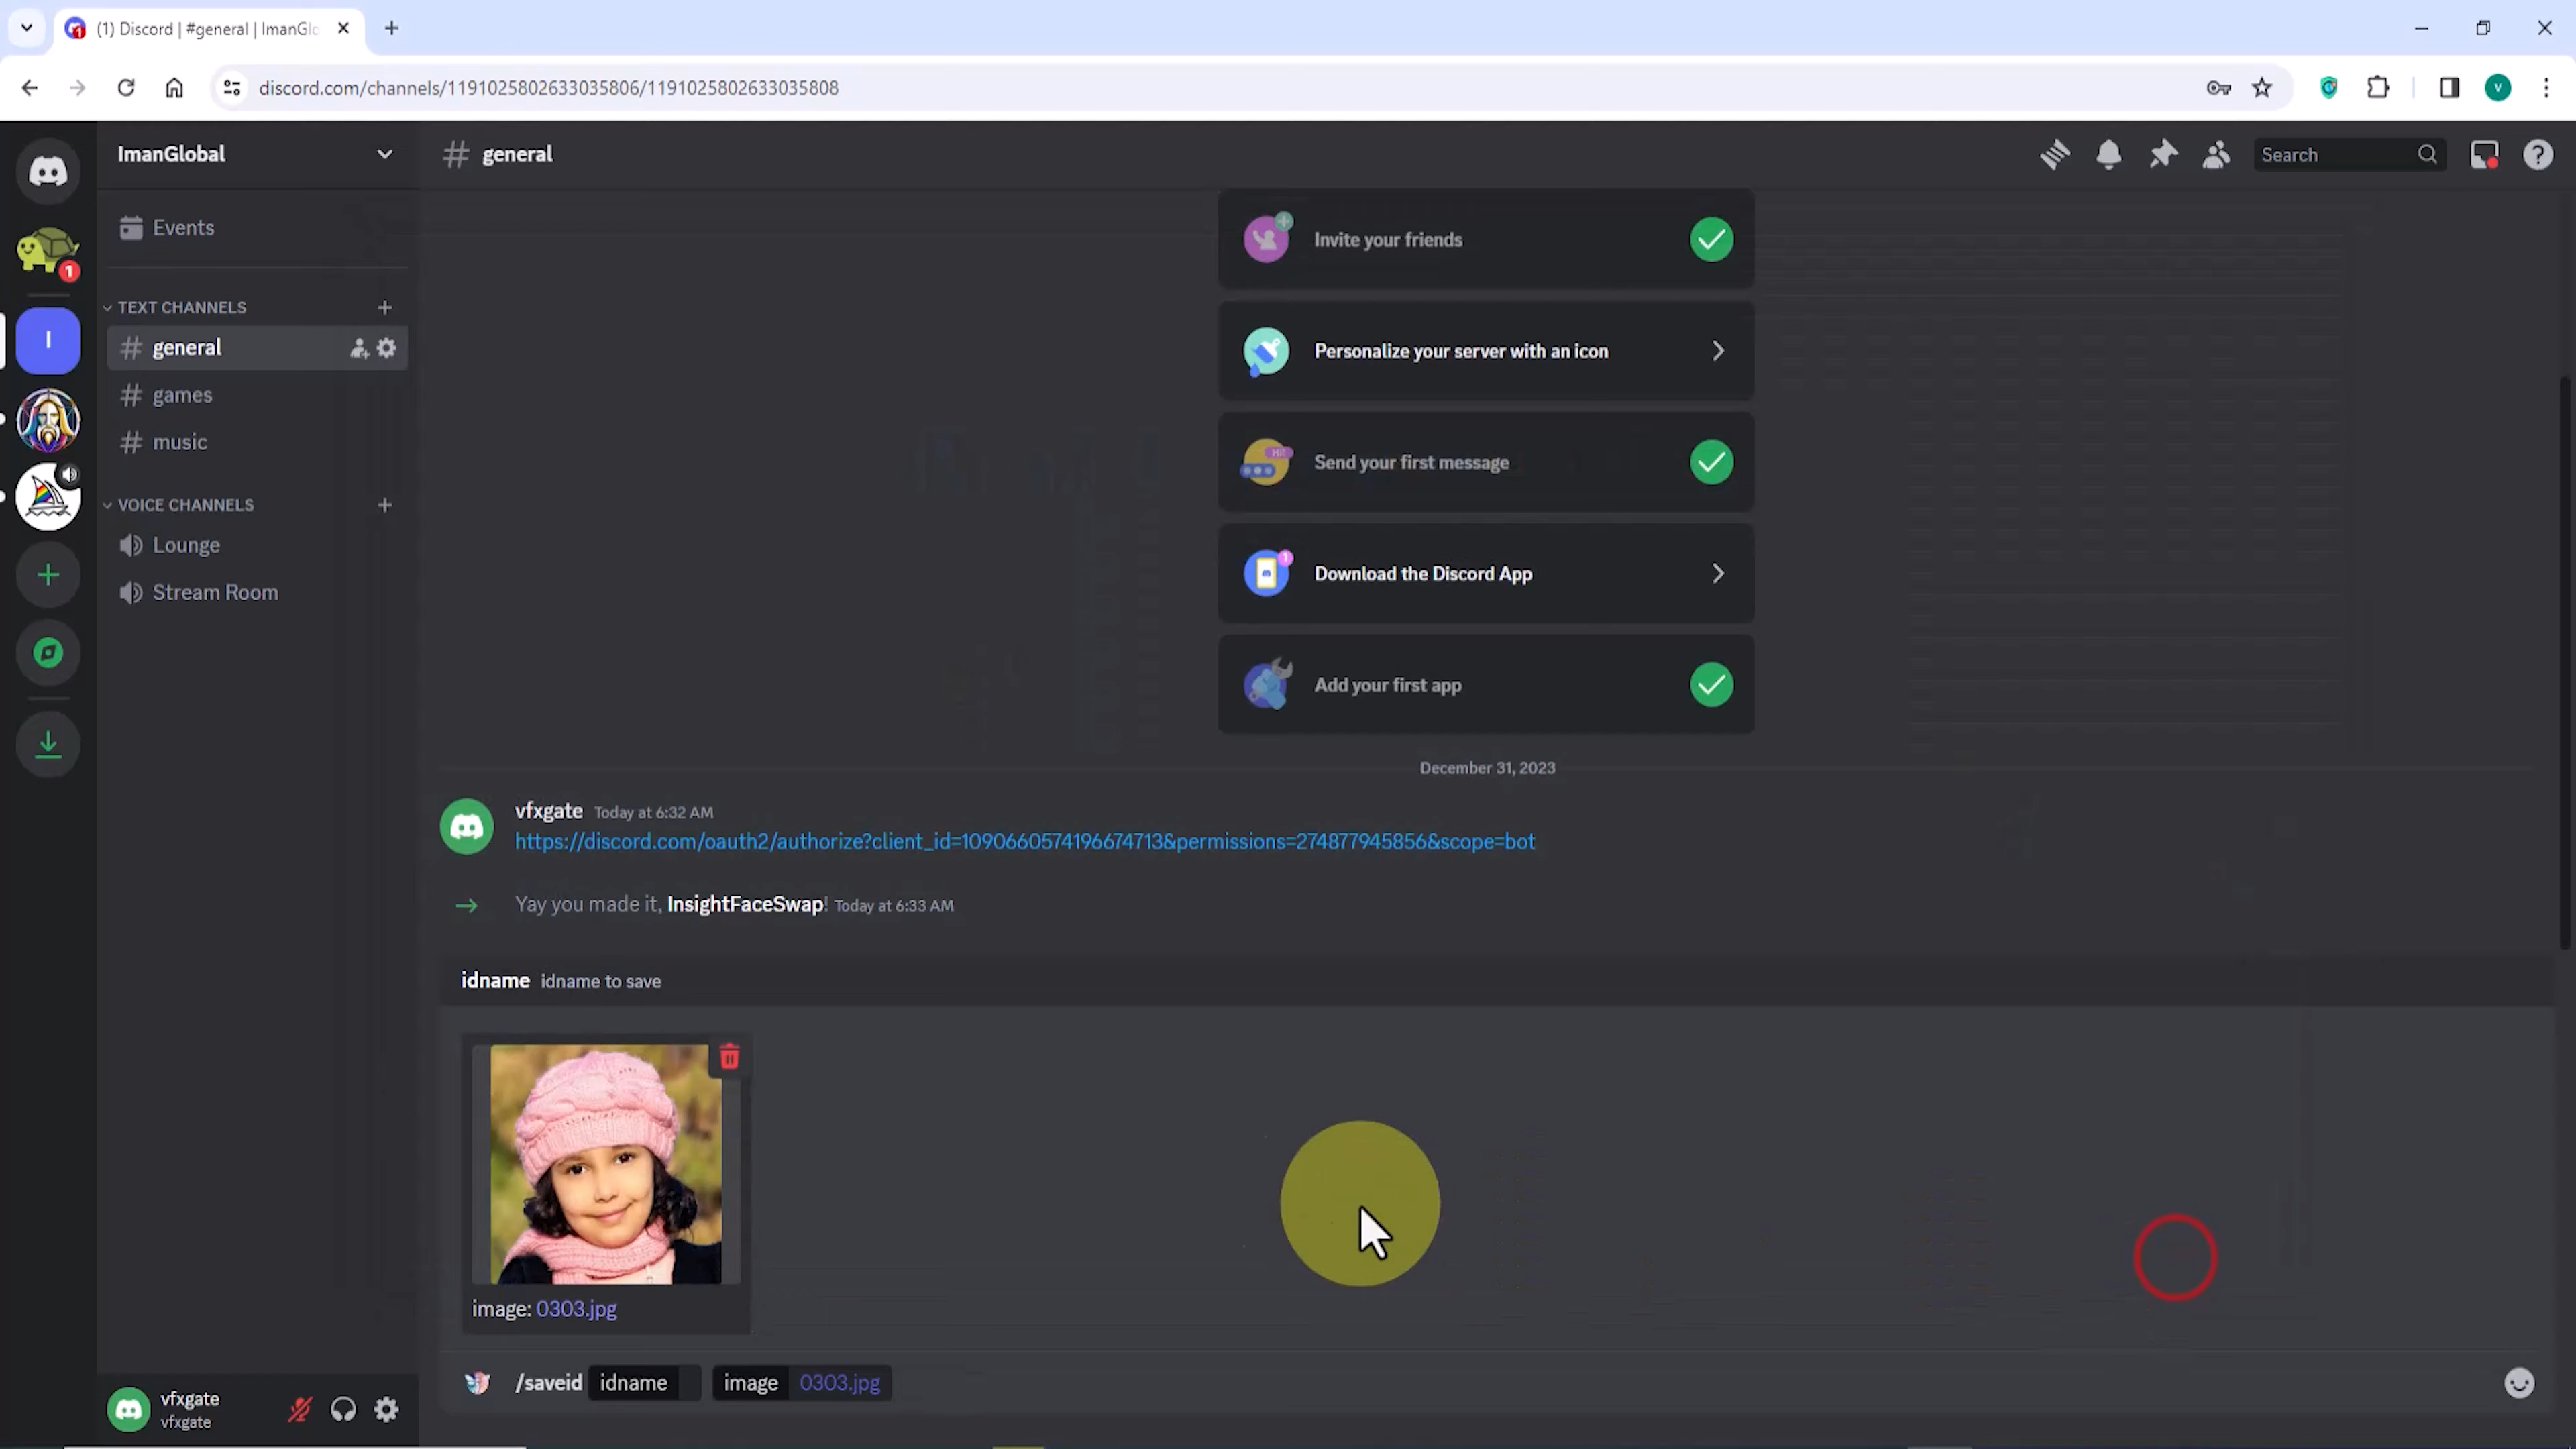 (1) Discord | #general | ImanGlo
discord.com/channels/1191025802633035806/1191025802633035808
V
ImanGlobal
general
Search
Events
1
TEXT CHANNELS
general
games
music
VOICE CHANNELS
Lounge
Stream Room
I
Invite your friends
Personalize your server with an icon
Hi!
Send your first message
1
Download the Discord App
Add your first app
December 31, 2023
vfxgate Today at 6:32 AM
https://discord.com/oauth2/authorize?client_id=1090660574196674713&permissions=274877945856&scope=bot
Yay you made it, InsightFaceSwap! Today at 6:33 AM
idname idname to save
image: 0303.jpg
/saveid idname image 0303.jpg
vfxgate
vfxgate